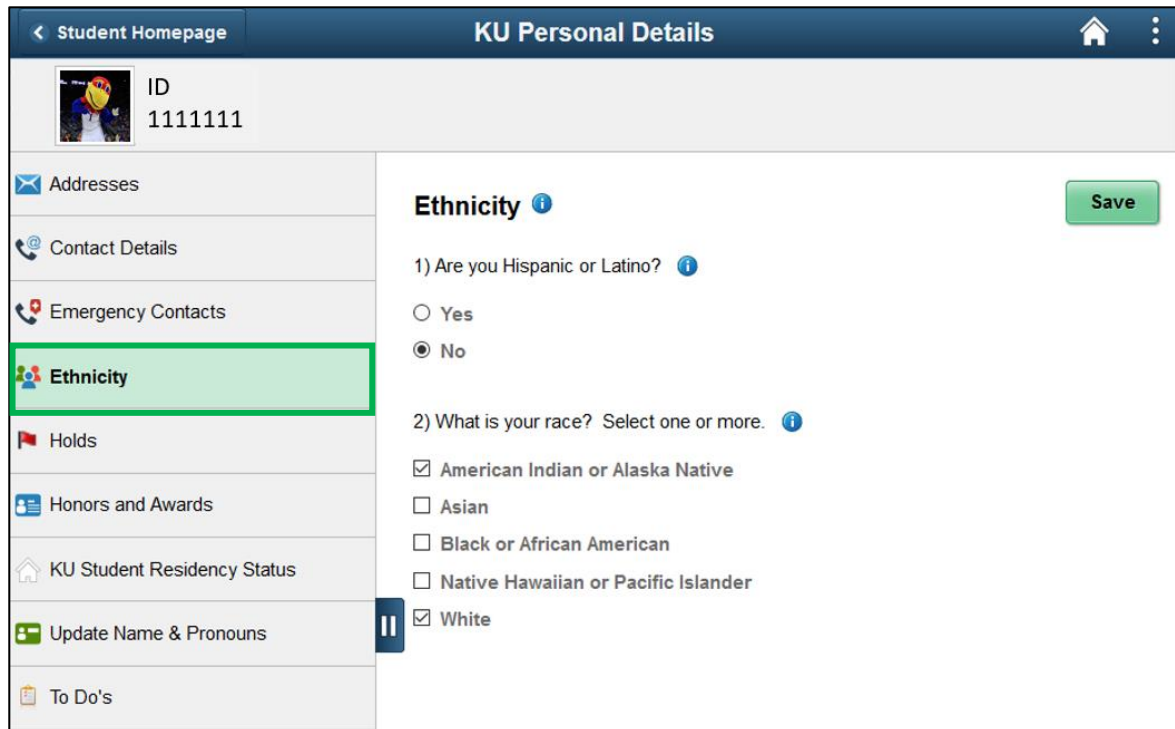 Student Homepage
KU Personal Details
ID
1111111
Addresses
Contact Details
Emergency Contacts
Ethnicity
Holds
Honors and Awards
KU Student Residency Status
Update Name & Pronouns
To Do's
Ethnicity
Save
1) Are you Hispanic or Latino?
Yes
No
2) What is your race? Select one or more.
American Indian or Alaska Native
Asian
Black or African American
Native Hawaiian or Pacific Islander
White